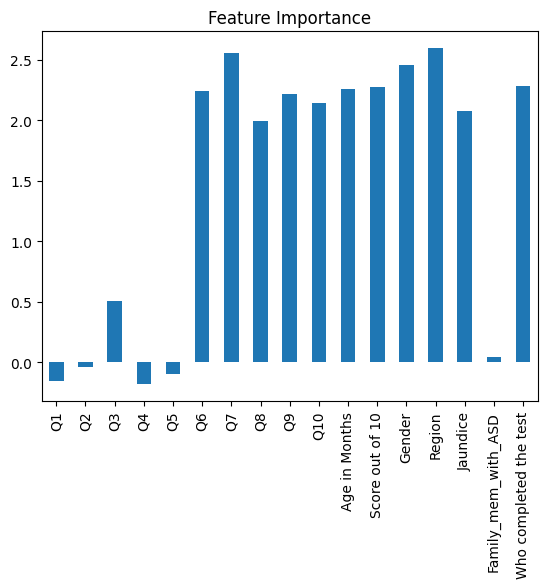 Feature Importance
2.5
2.0
1.5
1.0
0.5
0.0
Q1
Q2
Q3
Q4
Q5
Q6
Q7
Q8
Q9
Q10
Age in Months
Score out of 10
Gender
Region
Jaundice
Family_mem_with_ASD
Who completed the test